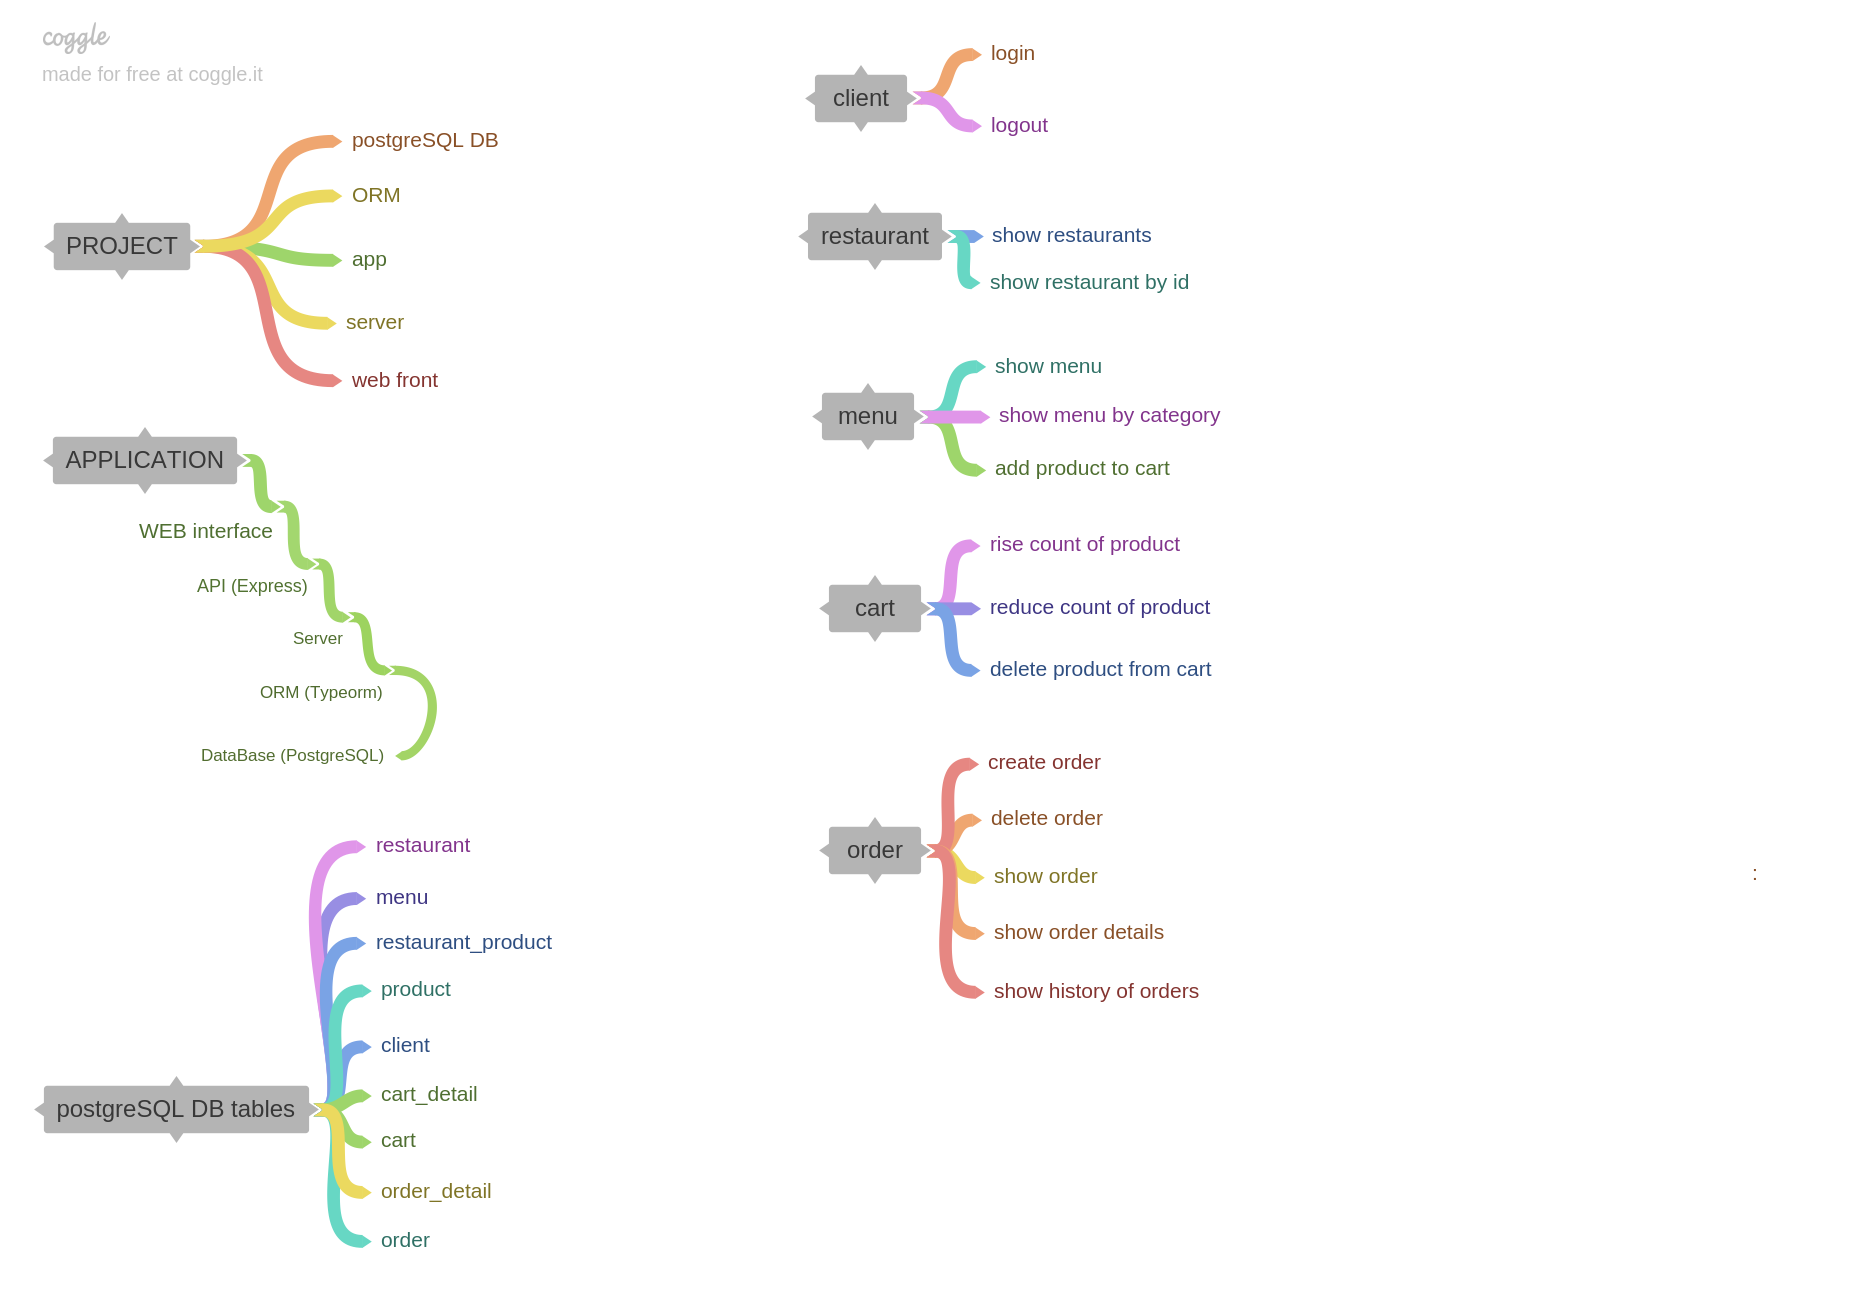 coggle
made for free at coggle.it
PROJECT
postgreSQL DB
ORM
app
server
web front
APPLICATION
WEB interface
API (Express)
Server
ORM (Typeorm)
DataBase (PostgreSQL)
postgreSQL DB tables
restaurant
menu
restaurant_product
product
client
cart_detail
cart
order_detail
order
client
login
logout
restaurant
show restaurants
show restaurant by id
menu
show menu
show menu by category
add product to cart
cart
rise count of product
reduce count of product
delete product from cart
order
create order
delete order
show order
show order details
show history of orders
: